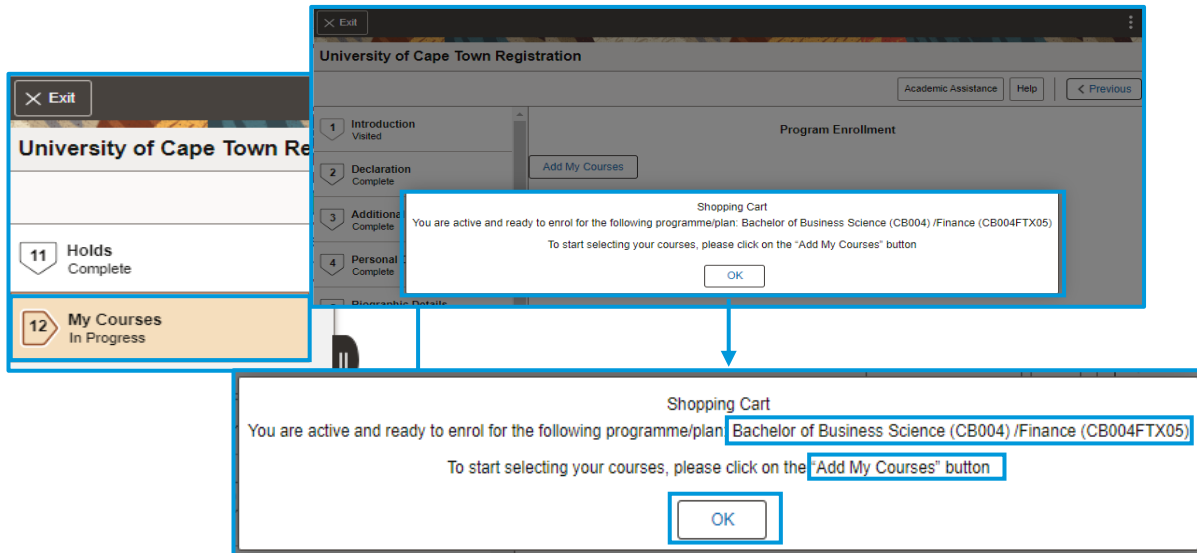 Exit
University of Cape Town Re
11 Holds
Complete
12 My Courses
In Progress
Exit
University of Cape Town Registration
Academic Assistance Help Previous
1 Introduction
Visited
2 Declaration
Complete
3 Additiona
Complete
4 Personal
Complete
Biographic Details
Program Enrollment
Add My Courses
Shopping Cart
You are active and ready to enrol for the following programme/plan: Bachelor of Business Science (CB004) /Finance (CB004FTX05)
To start selecting your courses, please click on the “Add My Courses” button
OK
Shopping Cart
You are active and ready to enrol for the following programme/plan: Bachelor of Business Science (CB004) /Finance (CB004FTX05)
To start selecting your courses, please click on the “Add My Courses” button
OK